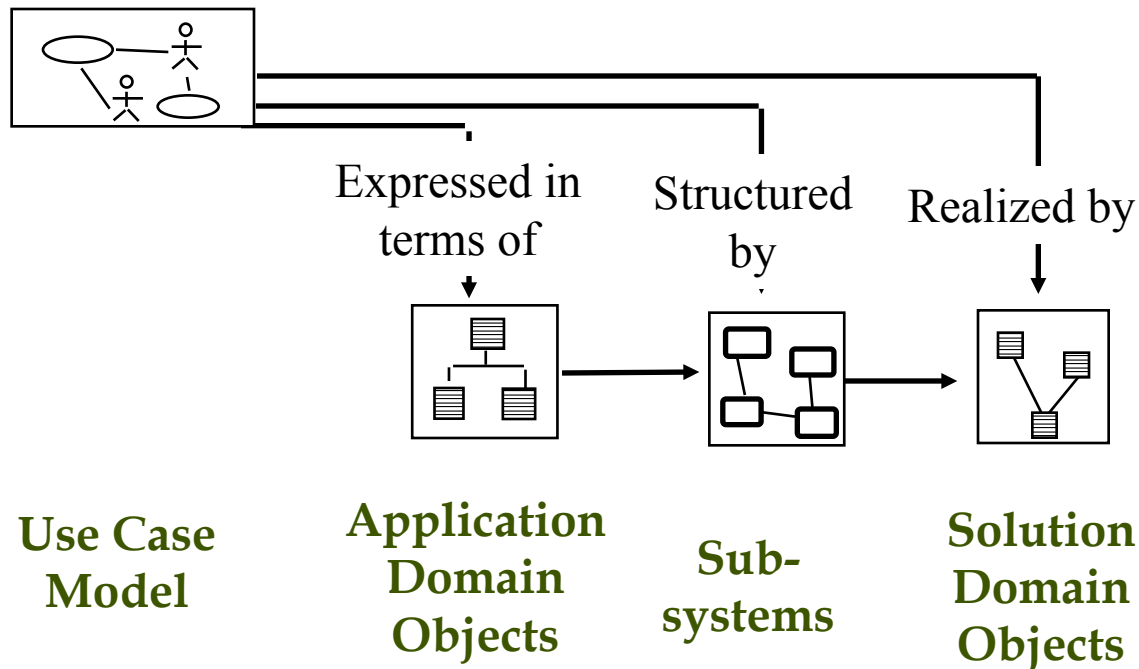 Expressed in
terms of
Structured
by
Realized by
Use Case
Model
Application
Domain
Objects
Sub-
systems
Solution
Domain
Objects